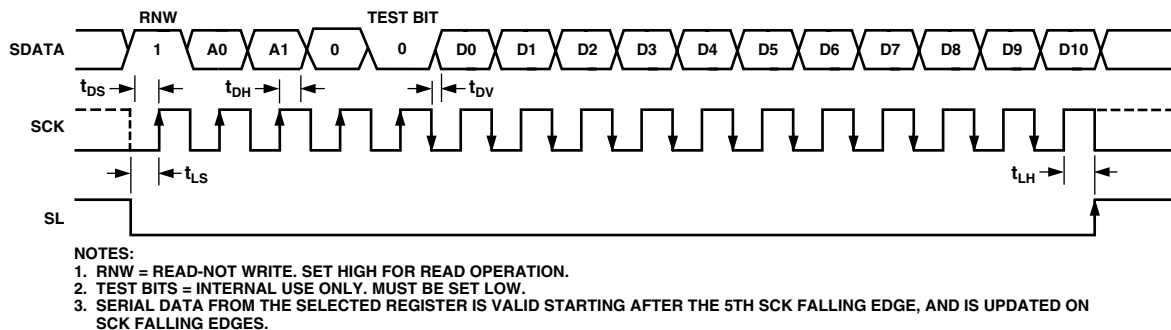 RNW TEST BIT
SDATA 1 A0 A1 0 0 D0 D1 D2 D3 D4 D5 D6 D7 D8 D9 D10
tDS tDH tDV
SCK
tLS tLH
SL
NOTES:
1. RNW = READ-NOT WRITE. SET HIGH FOR READ OPERATION.
2. TEST BITS = INTERNAL USE ONLY. MUST BE SET LOW.
3. SERIAL DATA FROM THE SELECTED REGISTER IS VALID STARTING AFTER THE 5TH SCK FALLING EDGE, AND IS UPDATED ON
SCK FALLING EDGES.